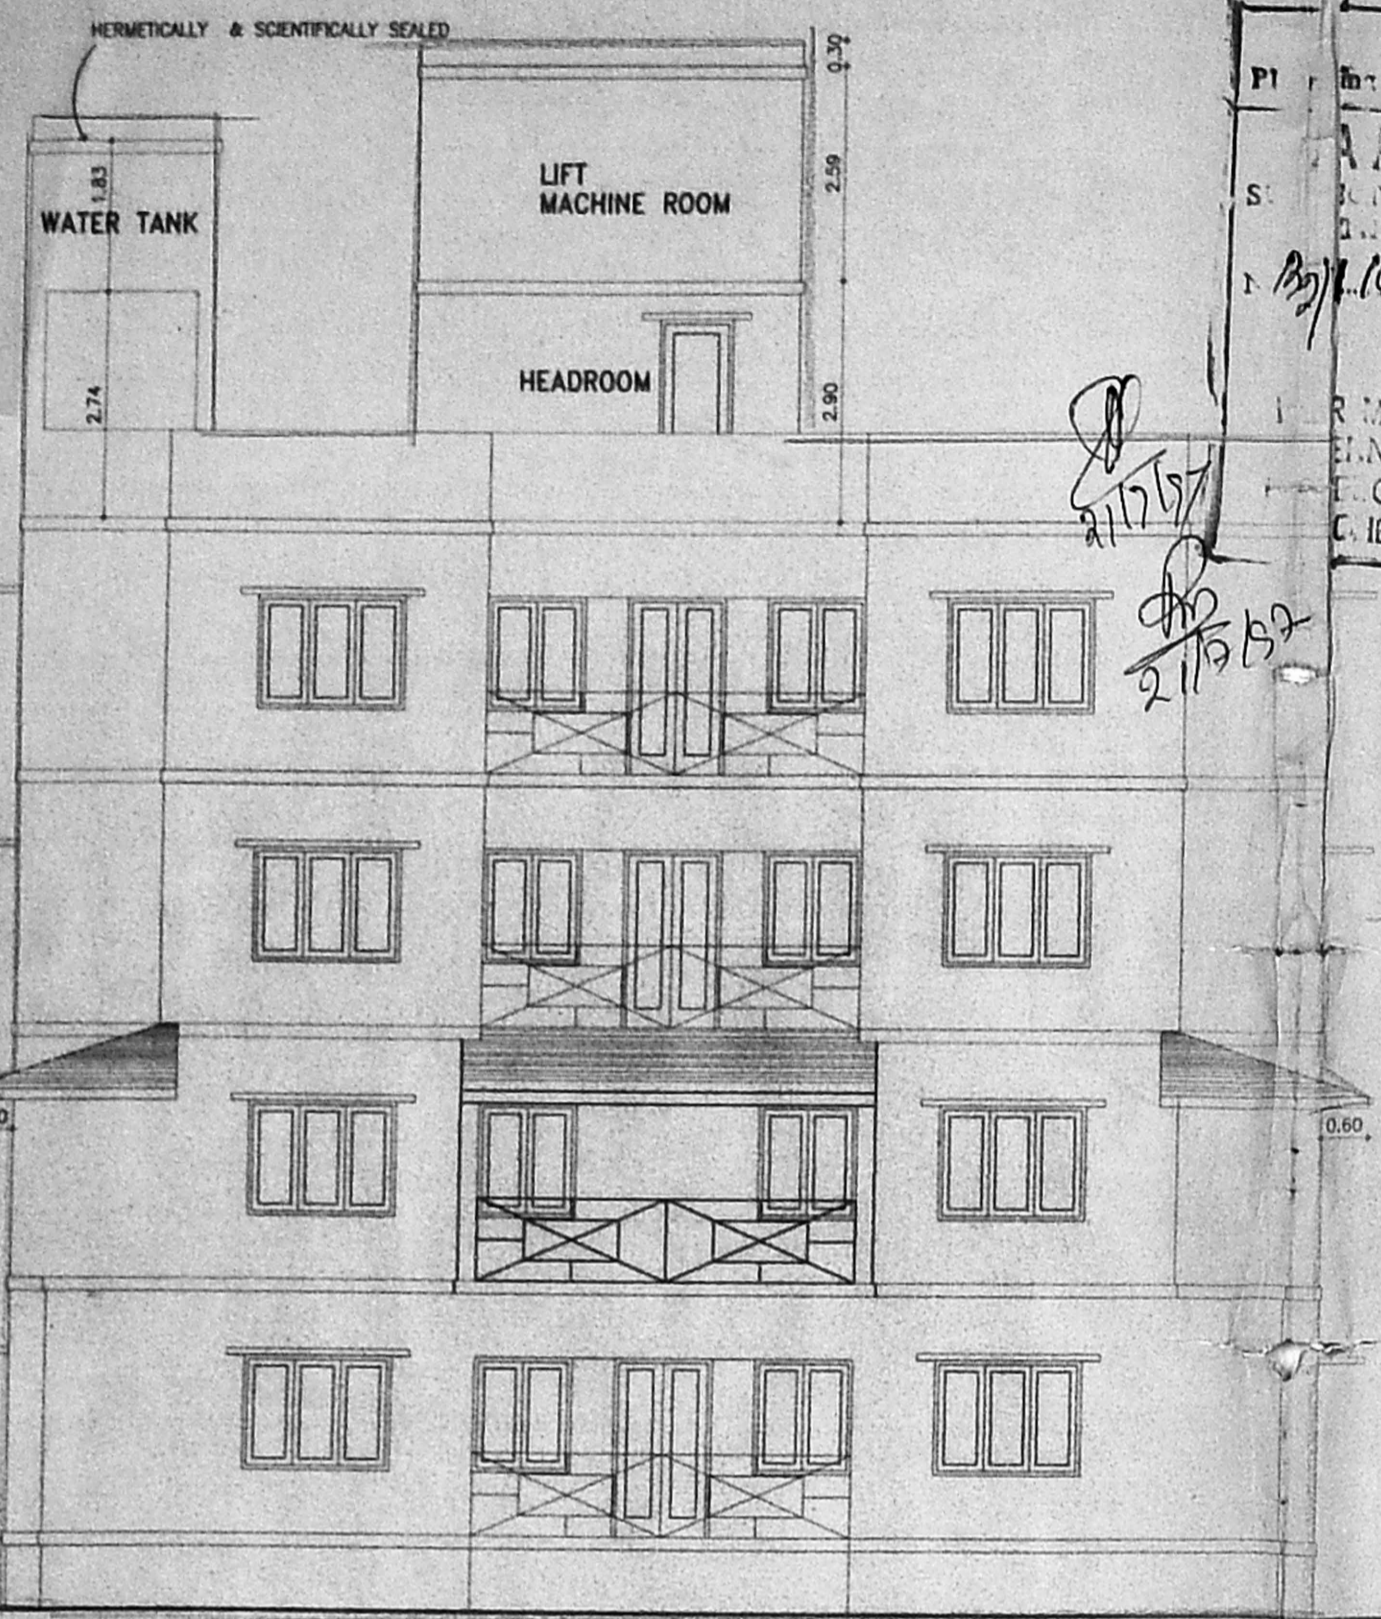 HERMETICALLY & SCIENTIFICALLY SEALED
0.30
1.83
WATER TANK
LIFT
MACHINE ROOM
2.59
HEADROOM
2.74
2.90
21/7/97
21/7/97
0.60